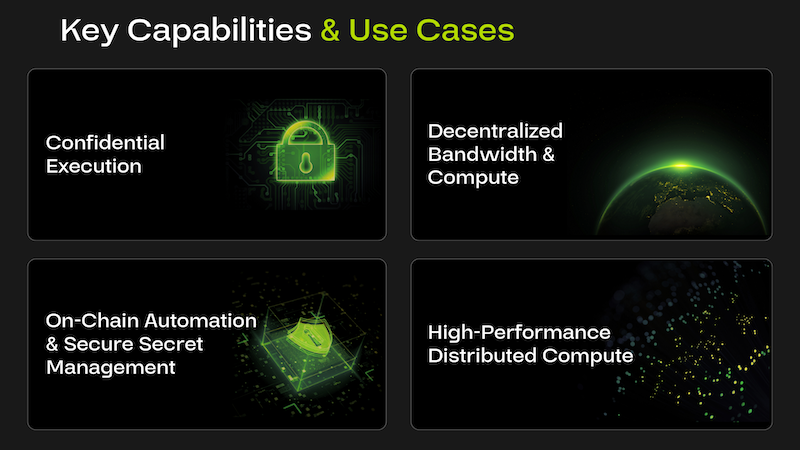 Key Capabilities & Use Cases
Confidential
Execution
Decentralized
Bandwidth &
Compute
On-Chain Automation
& Secure Secret
Management
High-Performance
Distributed Compute